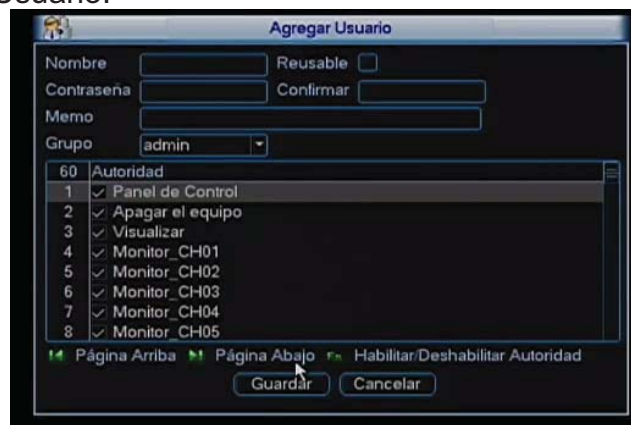 Usuario.
Agregar Usuario
Nombre Reusable
Contraseña Confirmar
Memo
Grupo admin
60 Autoridad
1 Panel de Control
2 Apagar el equipo
3 Visualizar
4 Monitor_CH01
5 Monitor_CH02
6 Monitor_CH03
7 Monitor_CH04
8 Monitor_CH05
Página Arriba Página Abajo Fn Habilitar/Deshabilitar Autoridad
Guardar Cancelar